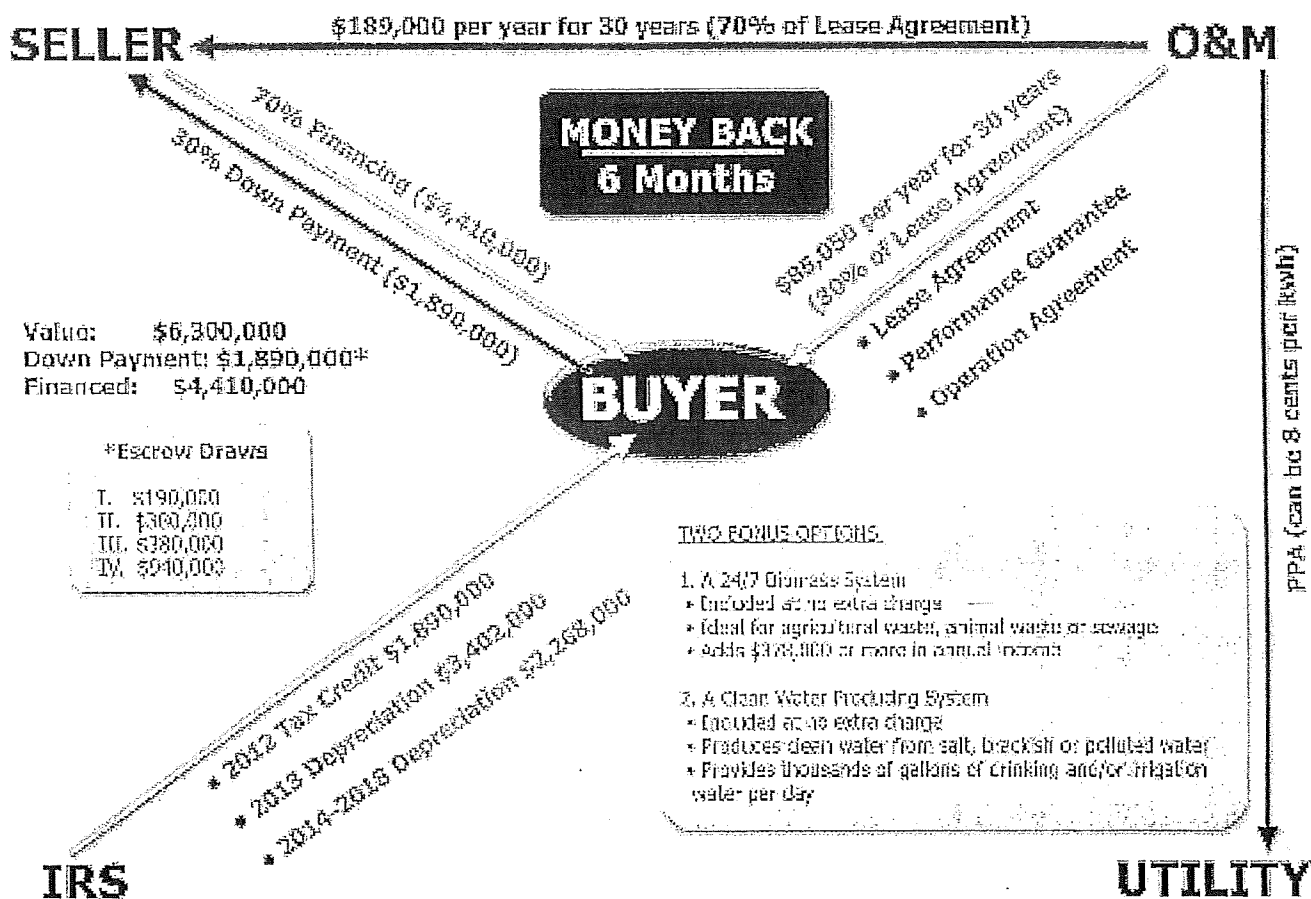 $189,000 per year for 30 years (70% of Lease Agreement)
SELLER
O&M
70% Financing ($4,410,000)
30% Down Payment ($1,890,000)
MONEY BACK
6 Months
per year for 30 years
(30% of Lease Agreement)
* Lease Agreement
* Performance Guarantee
* Operation Agreement
PPA (can be 8 cents per kwh)
Value: $6,300,000
Down Payment: $1,890,000*
Financed: $4,410,000
BUYER
*Escrow Draws
I. $190,000
II. $380,000
III. $380,000
IV. $940,000
* 2012 Tax Credit $1,890,000
* 2013 Depreciation $3,402,000
* 2014-2018 Depreciation $2,268,000
TWO BONUS OPTIONS
1. A 24/7 Biomass System
* Included at no extra charge
* Ideal for agricultural waste, animal waste or sewage
* Adds or more in annual income
2. A Clean Water Producing System
* Included at no extra charge
* Produces clean water from salt, brackish or polluted water
* Provides thousands of gallons of drinking and/or irrigation
water per day
IRS
UTILITY